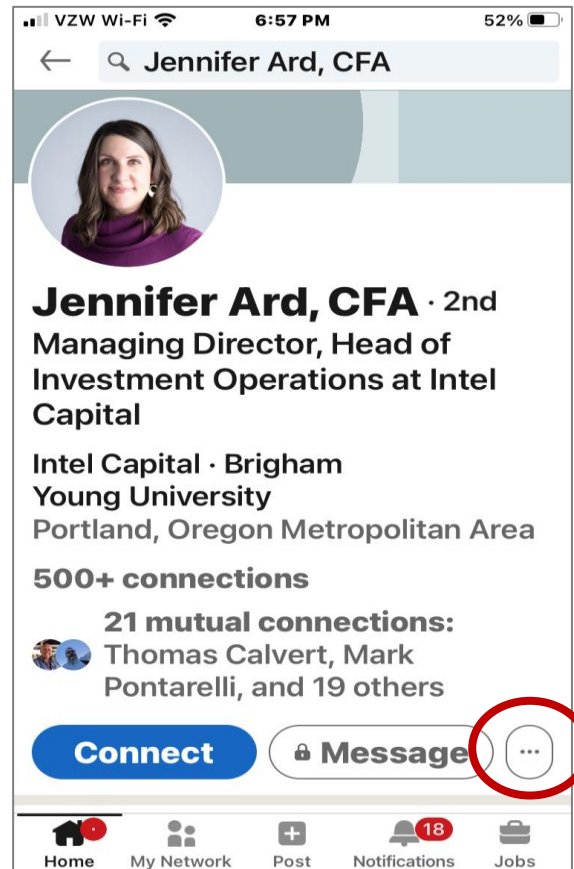 VZW Wi-Fi 6:57 PM 52%
Jennifer Ard, CFA
Jennifer Ard, CFA · 2nd
Managing Director, Head of
Investment Operations at Intel
Capital
Intel Capital · Brigham
Young University
Portland, Oregon Metropolitan Area
500+ connections
21 mutual connections:
Thomas Calvert, Mark
Pontarelli, and 19 others
Connect Message ...
18
Home My Network Post Notifications Jobs